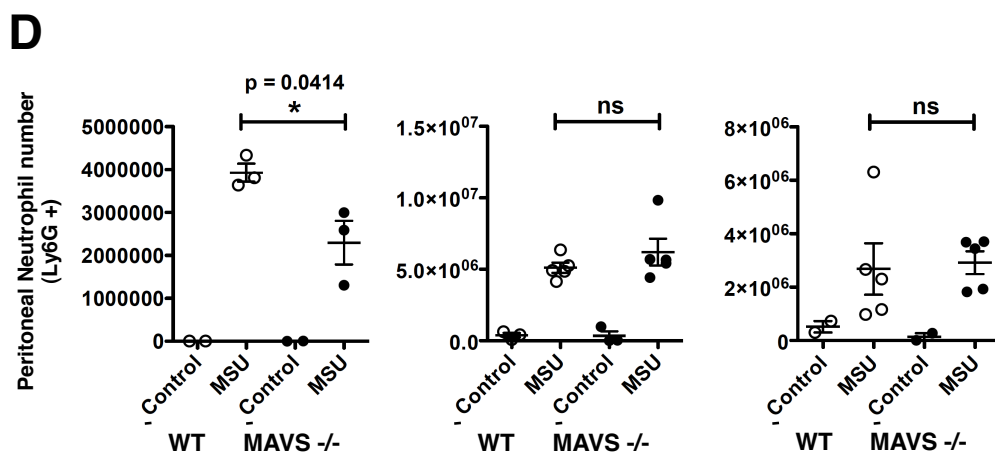 D
Peritoneal Neutrophil number
(Ly6G +)
p = 0.0414
*
5000000
4000000
3000000
2000000
1000000
0
- Control
MSU
- Control
MSU
WT
MAVS -/-
ns
1.5×10⁰⁷
1.0×10⁰⁷
5.0×10⁰⁶
0.0
- Control
MSU
- Control
MSU
WT
MAVS -/-
ns
8×10⁰⁶
6×10⁰⁶
4×10⁰⁶
2×10⁰⁶
0
- Control
MSU
- Control
MSU
WT
MAVS -/-